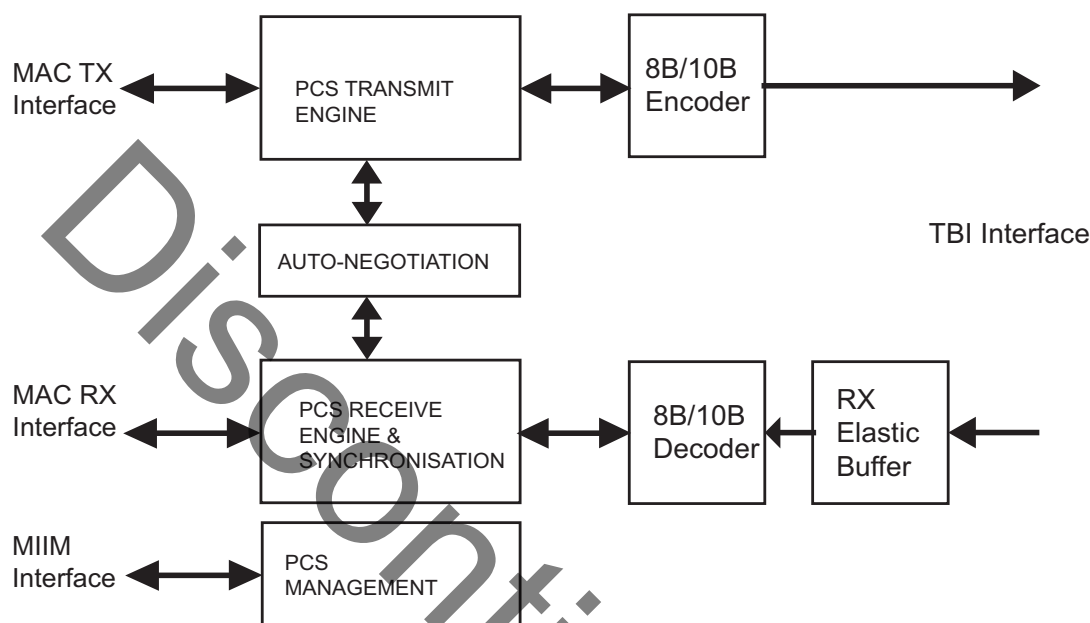 MAC TX
Interface
PCS TRANSMIT
ENGINE
8B/10B
Encoder
TBI Interface
AUTO-NEGOTIATION
MAC RX
Interface
PCS RECEIVE
ENGINE &
SYNCHRONISATION
8B/10B
Decoder
RX
Elastic
Buffer
MIIM
Interface
PCS
MANAGEMENT
Disconti